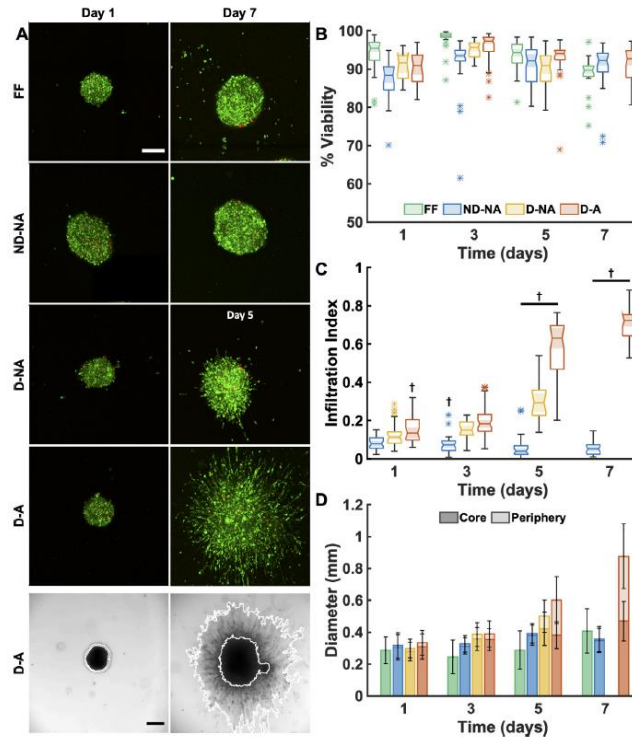 Day 1
Day 7
A
FF
ND-NA
D-NA
Day 5
D-A
D-A
B
% Viability
100
90
80
70
60
50
FF
ND-NA
D-NA
D-A
1
3
5
7
Time (days)
C
Infiltration Index
1
0.8
0.6
0.4
0.2
0
†
†
†
†
1
3
5
7
Time (days)
D
Diameter (mm)
1.2
1
0.8
0.6
0.4
0.2
0
Core
Periphery
1
3
5
7
Time (days)